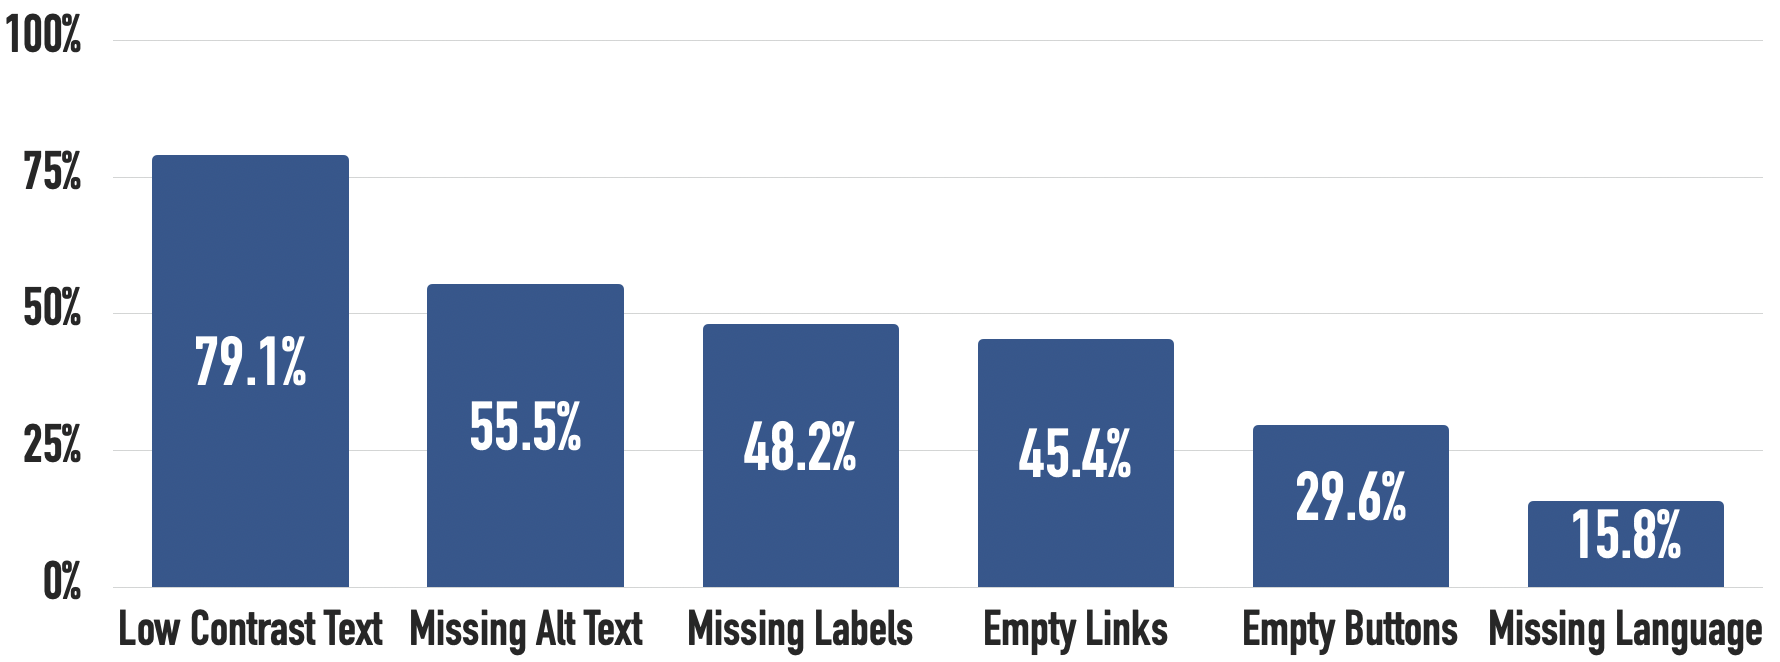 100%
75%
50%
25%
0%
79.1%
55.5%
48.2%
45.4%
29.6%
15.8%
Low Contrast Text
Missing Alt Text
Missing Labels
Empty Links
Empty Buttons
Missing Language